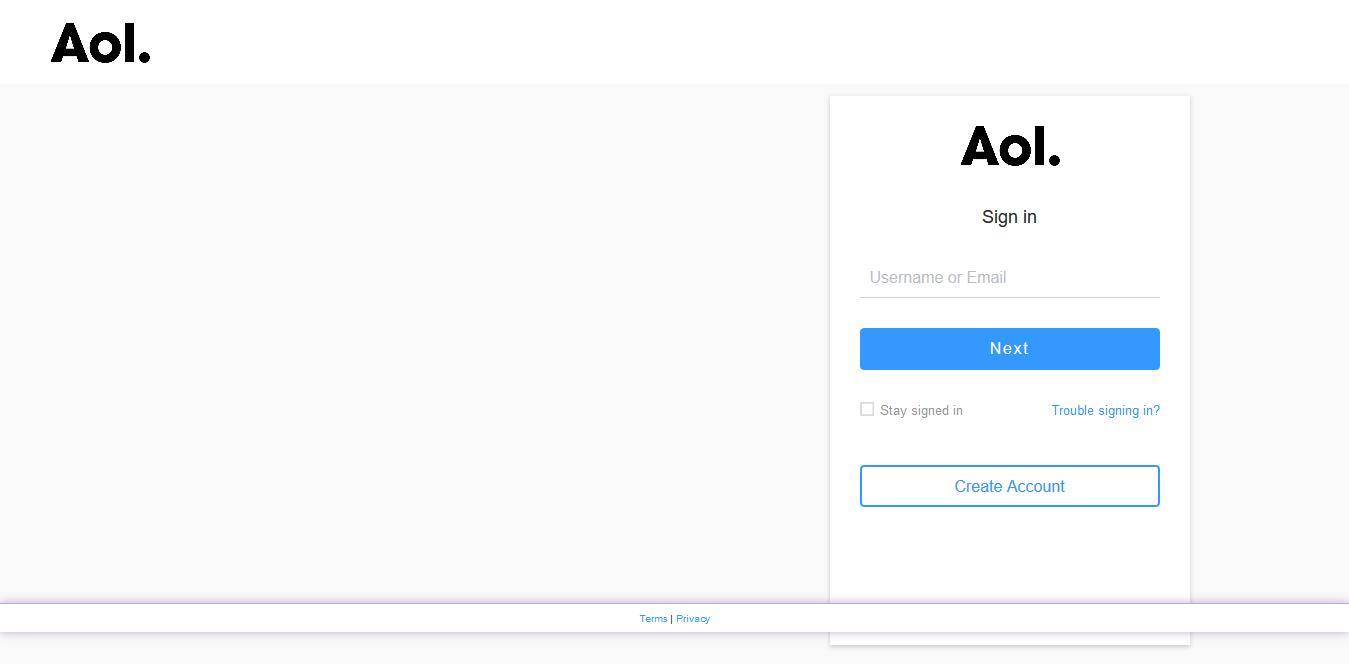 Aol.
Aol.
Sign in
Username or Email
Next
Stay signed in
Trouble signing in?
Create Account
Terms | Privacy